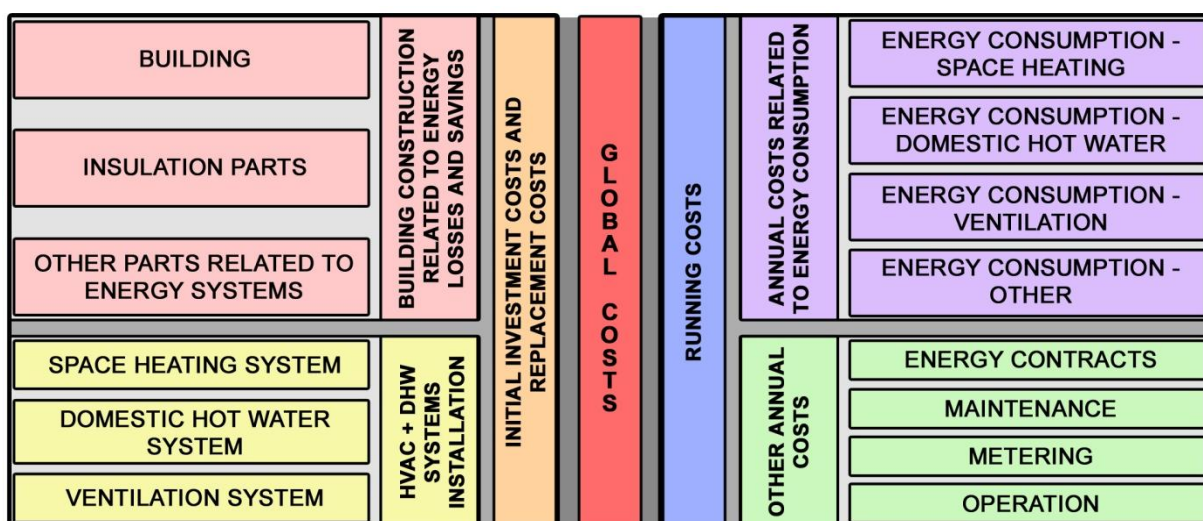 BUILDING
INSULATION PARTS
OTHER PARTS RELATED TO
ENERGY SYSTEMS
BUILDING CONSTRUCTION
RELATED TO ENERGY
LOSSES AND SAVINGS
SPACE HEATING SYSTEM
DOMESTIC HOT WATER
SYSTEM
VENTILATION SYSTEM
HVAC + DHW
SYSTEMS
INSTALLATION
INITIAL INVESTMENT COSTS AND
REPLACEMENT COSTS
GLOBAL COSTS
RUNNING COSTS
ANNUAL COSTS RELATED
TO ENERGY CONSUMPTION
ENERGY CONSUMPTION -
SPACE HEATING
ENERGY CONSUMPTION -
DOMESTIC HOT WATER
ENERGY CONSUMPTION -
VENTILATION
ENERGY CONSUMPTION -
OTHER
OTHER ANNUAL
COSTS
ENERGY CONTRACTS
MAINTENANCE
METERING
OPERATION